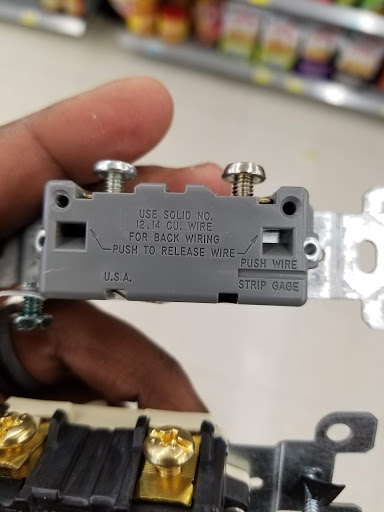 USE SOLID NO.
12,14 CU. WIRE
FOR BACK WIRING
PUSH TO RELEASE WIRE
PUSH WIRE
U.S.A.
STRIP GAGE